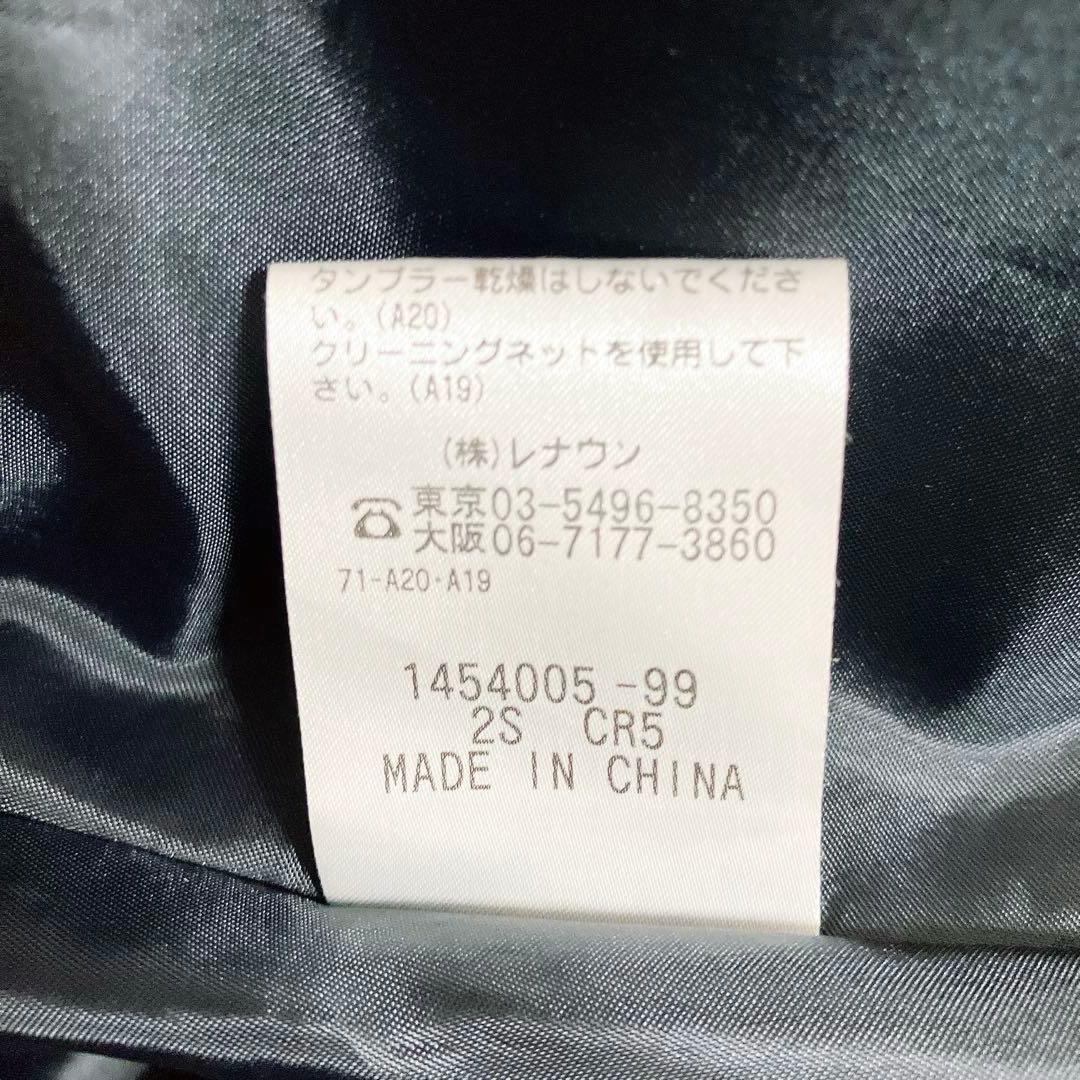 タンブラー乾燥はしないでくださ
い。(A20)
クリーニングネットを使用して下
さい。(A19)
(株)レナウン
☎東京03-5496-8350
大阪06-7177-3860
71-A20・A19
1454005-99
2S CR5
MADE IN CHINA